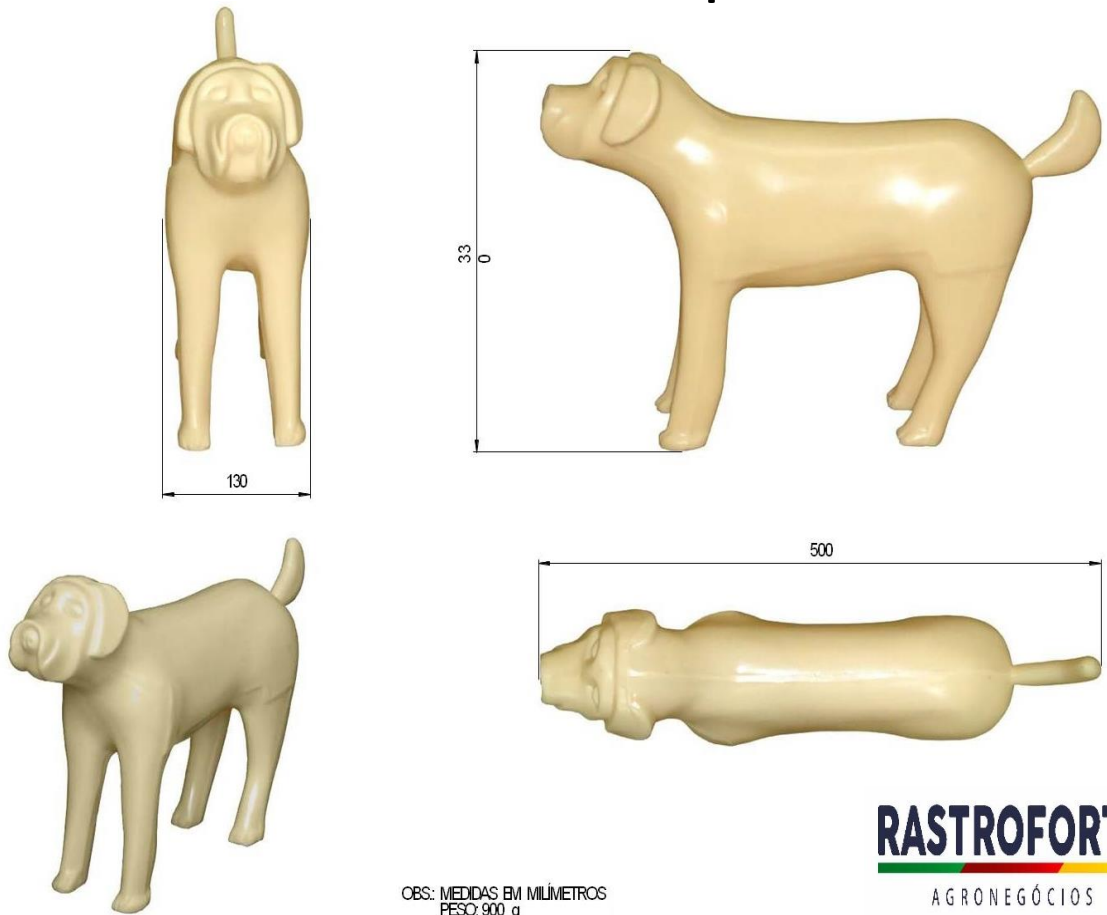 33
0
130
500
OBS.: MEDIDAS EM MILÍMETROS
PESO: 900 g
RASTROFORT
AGRONEGÓCIOS